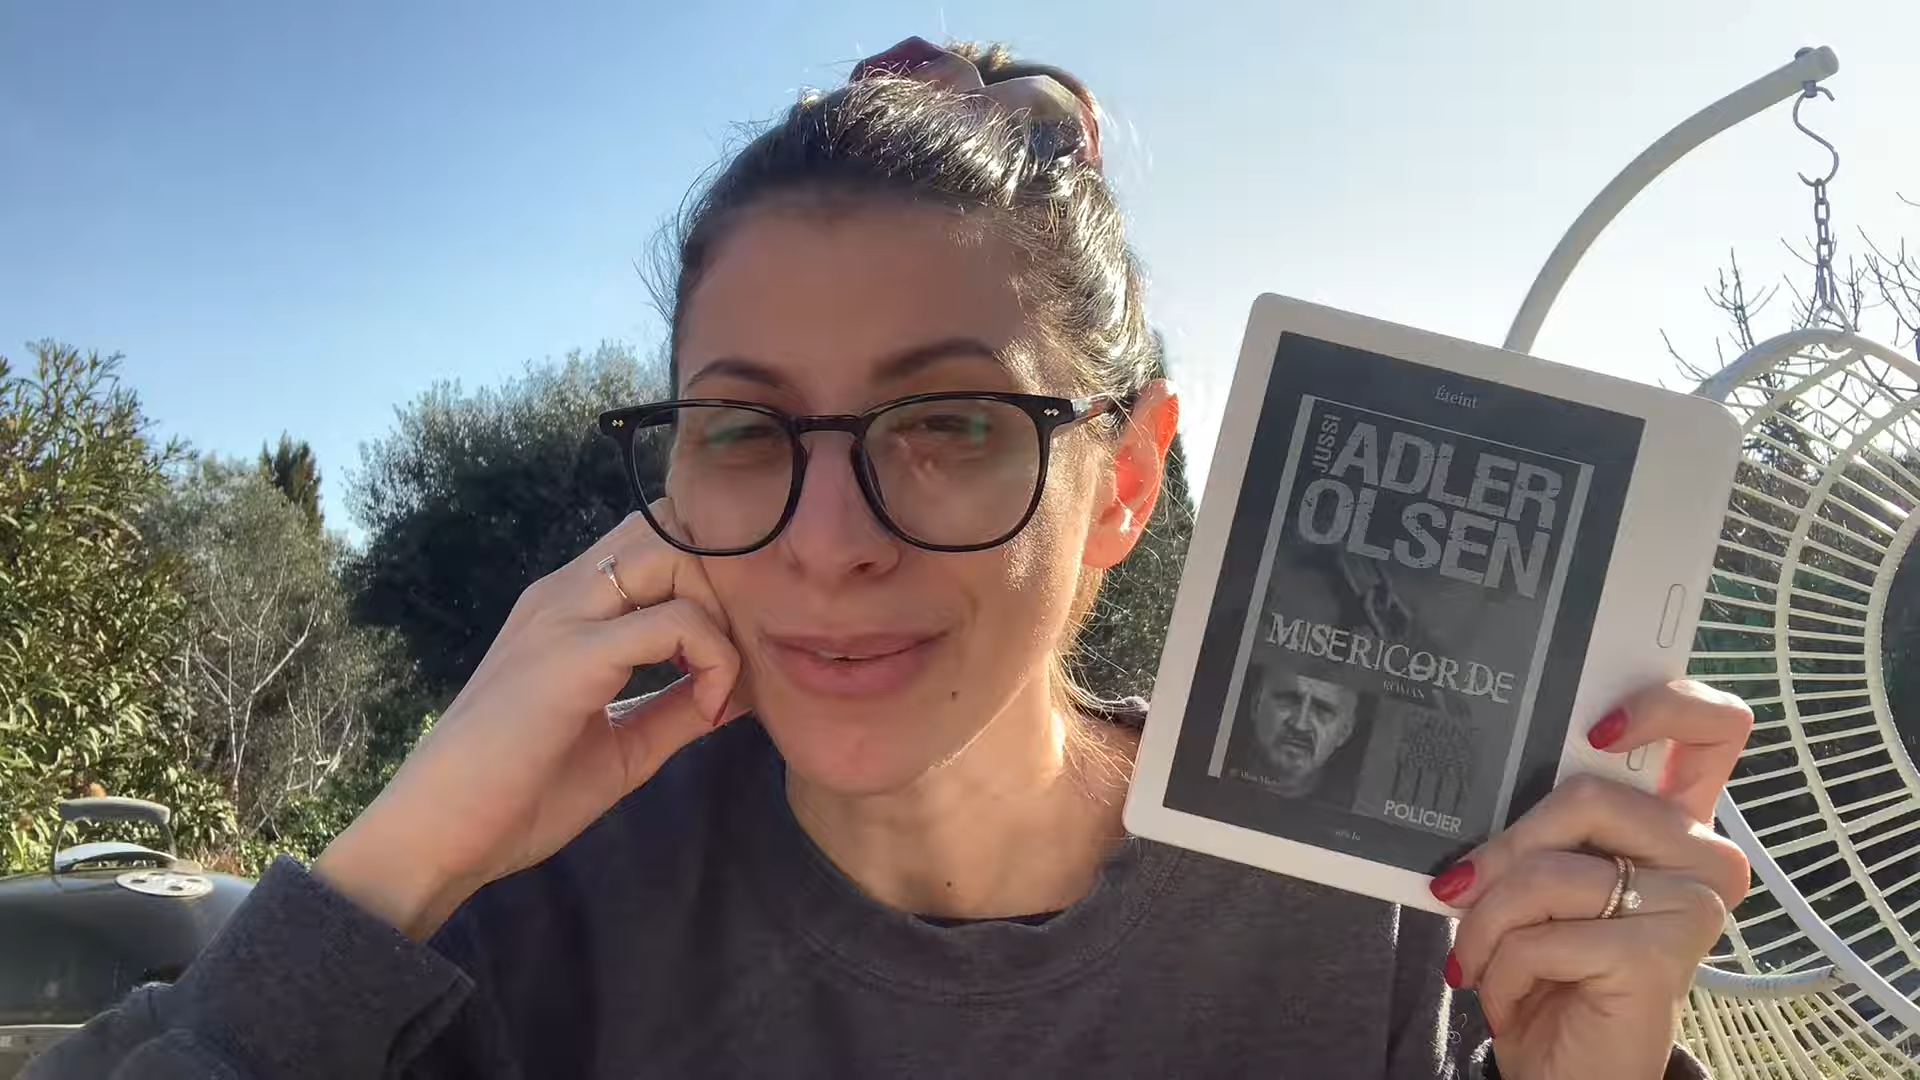 Éteint
JUSSI
ADLER
OLSEN
MISERICORDE
ROMAN
POLICIER